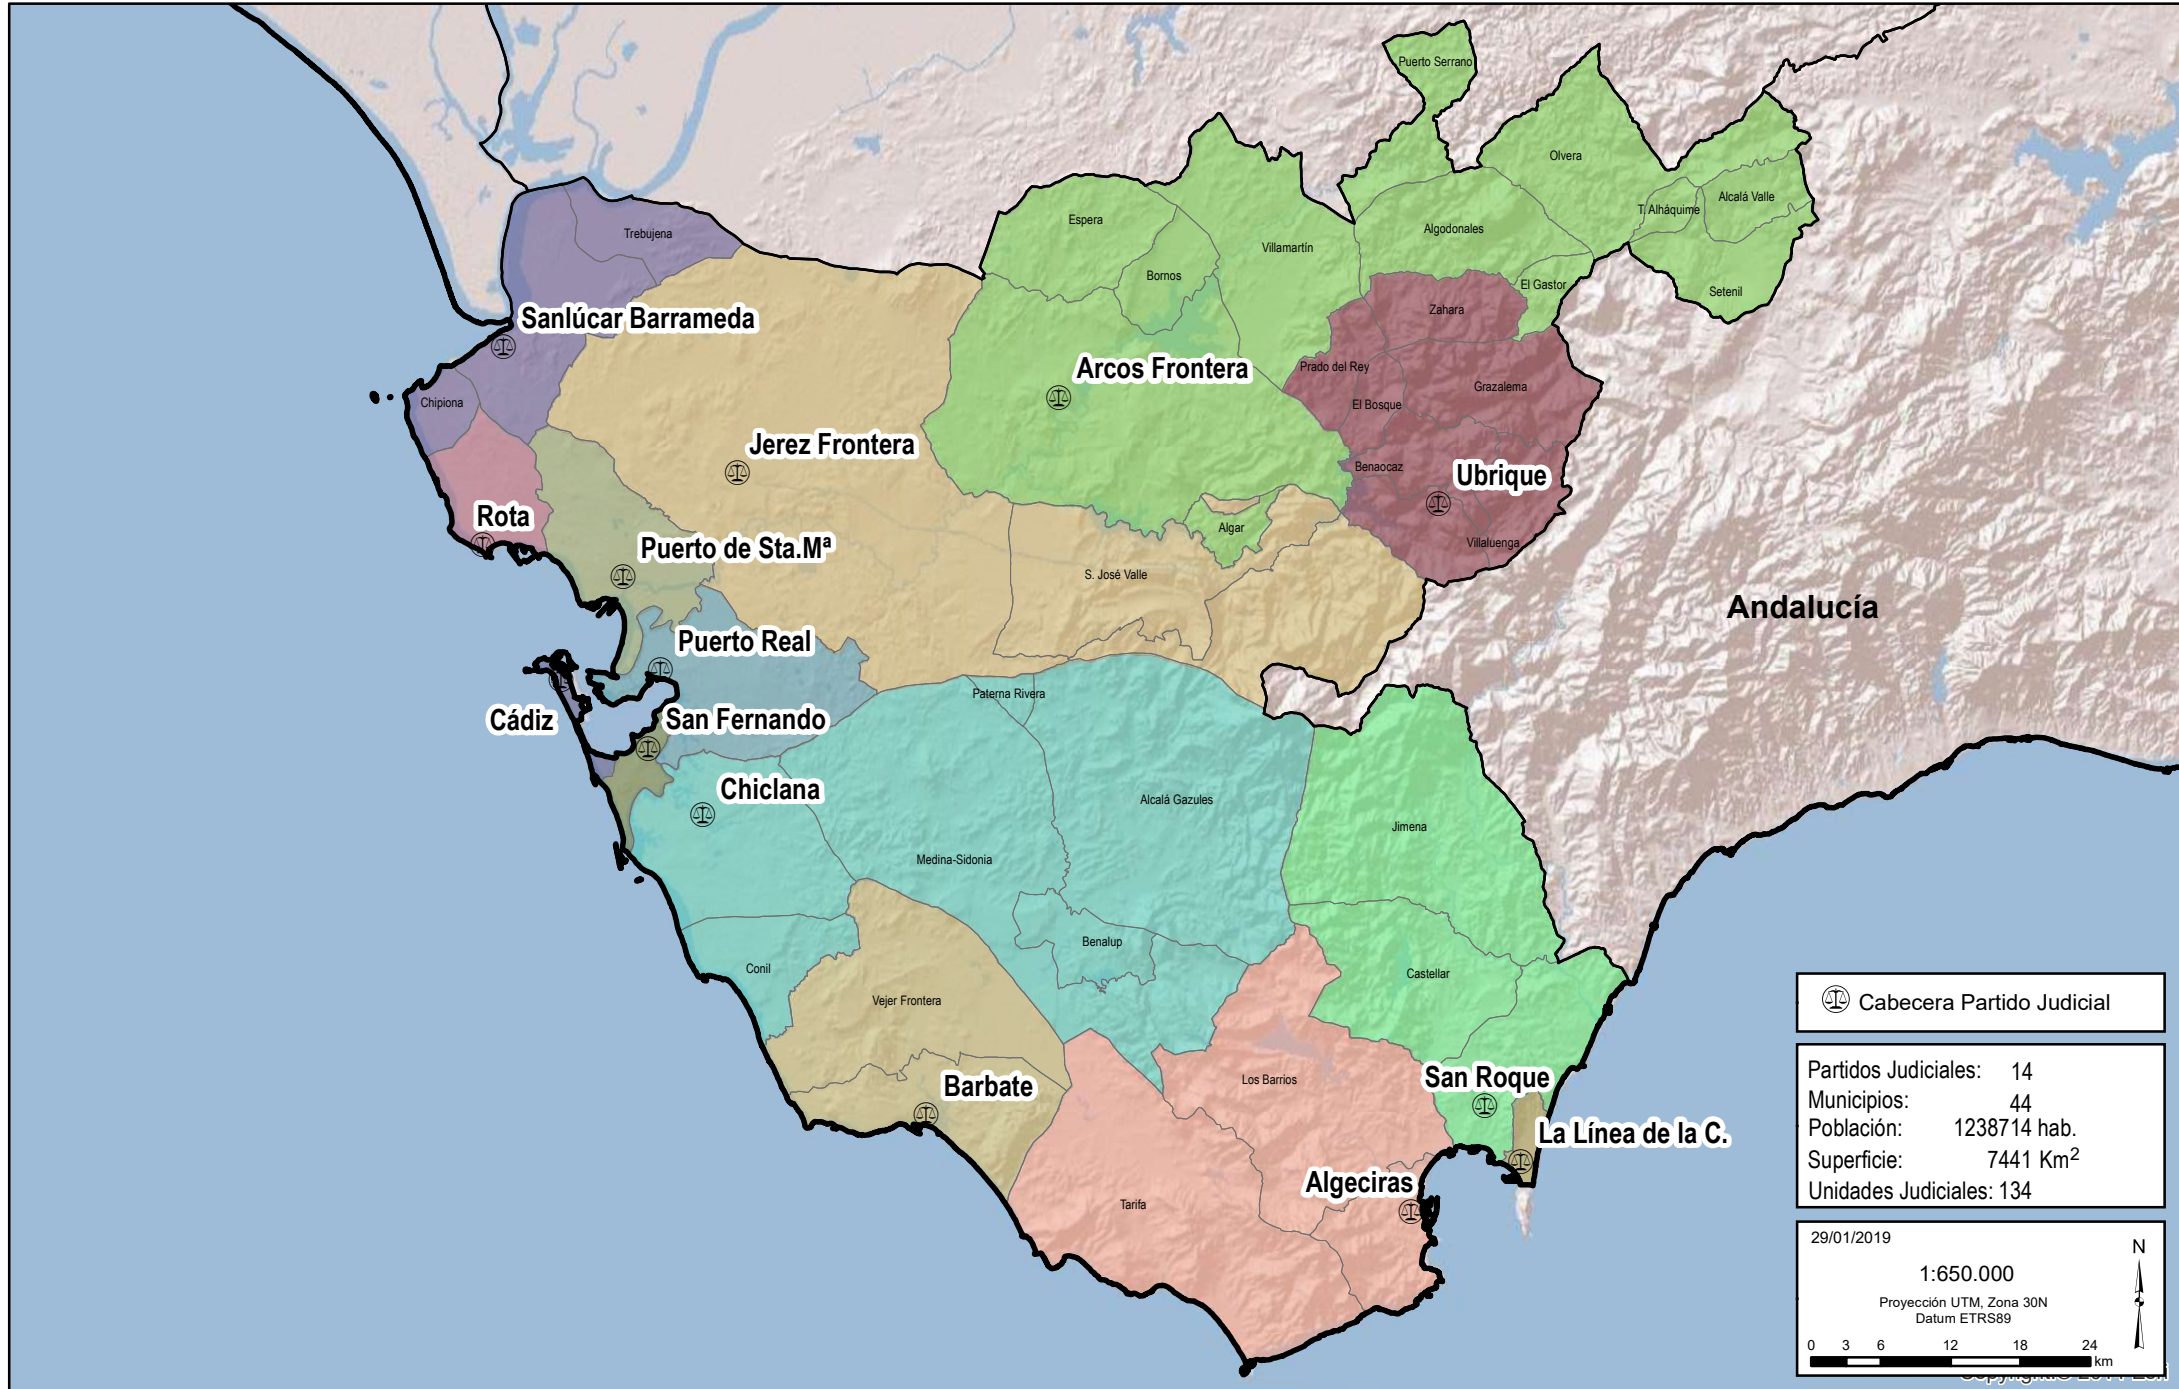 Puerto Serrano
Olvera
Alcalá Valle
T. Alháquime
Espera
Trebujena
Algodonales
Villamartín
Bornos
El Gastor
Setenil
Zahara
Sanlúcar Barrameda
Arcos Frontera
Prado del Rey
Grazalema
Chipiona
El Bosque
Jerez Frontera
Benaocaz
Ubrique
Rota
Algar
Villaluenga
Puerto de Sta.Mª
S. José Valle
Andalucía
Puerto Real
Paterna Rivera
Cádiz
San Fernando
Chiclana
Alcalá Gazules
Jimena
Medina-Sidonia
Benalup
Conil
Castellar
Vejer Frontera
Los Barrios
San Roque
Barbate
La Línea de la C.
Algeciras
Tarifa
Cabecera Partido Judicial
Partidos Judiciales: 14
Municipios: 44
Población: 1238714 hab.
Superficie: 7441 Km²
Unidades Judiciales: 134
29/01/2019
N
1:650.000
Proyección UTM, Zona 30N
Datum ETRS89
0 3 6 12 18 24
km